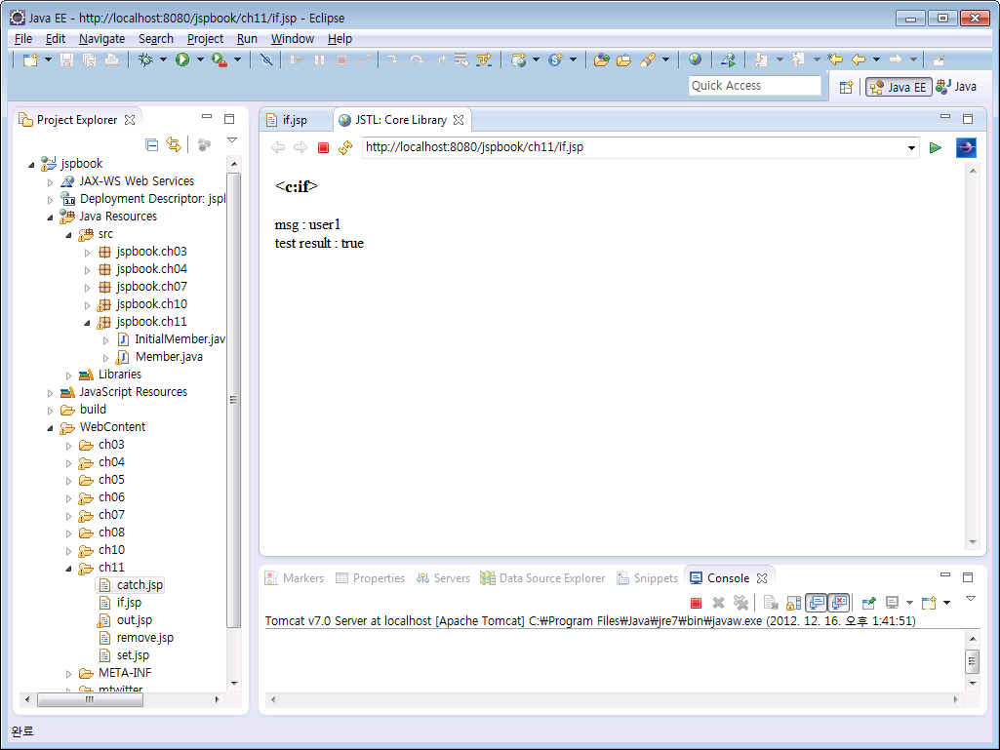 Java EE - http://localhost:8080/jspbook/ch11/if.jsp - Eclipse
File Edit Navigate Search Project Run Window Help
Quick Access
Java EE
Java
Project Explorer
jspbook
JAX-WS Web Services
3.0 Deployment Descriptor: jspl
Java Resources
src
jspbook.ch03
jspbook.ch04
jspbook.ch07
jspbook.ch10
jspbook.ch11
InitialMember.jav
Member.java
Libraries
JavaScript Resources
build
WebContent
ch03
ch04
ch05
ch06
ch07
ch08
ch10
ch11
catch.jsp
if.jsp
out.jsp
remove.jsp
set.jsp
META-INF
mtwitter
if.jsp
JSTL: Core Library
http://localhost:8080/jspbook/ch11/if.jsp
<c:if>
msg : user1
test result : true
Markers Properties Servers Data Source Explorer Snippets Console
Tomcat v7.0 Server at localhost [Apache Tomcat] C:₩Program Files₩Java₩jre7₩bin₩javaw.exe (2012. 12. 16. 오후 1:41:51)
완료